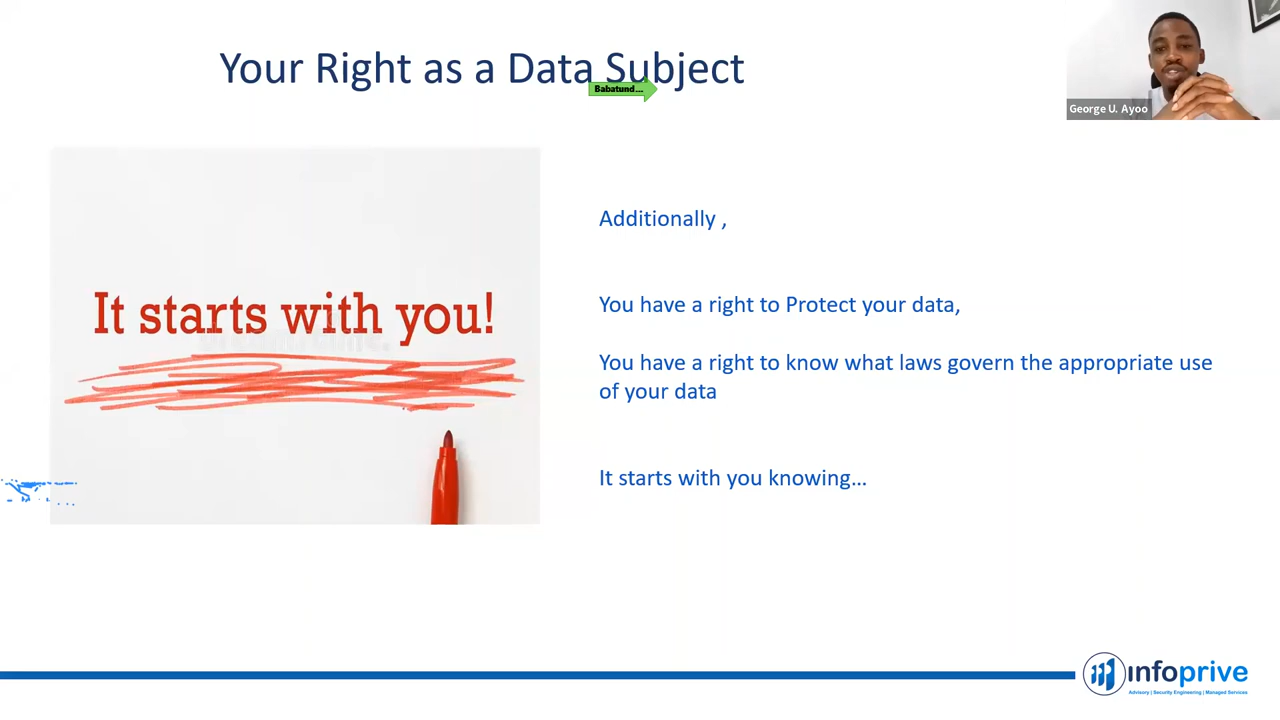 Your Right as a Data Subject
Babatund...
George U. Ayoo
It starts with you!
Additionally ,
You have a right to Protect your data,
You have a right to know what laws govern the appropriate use
of your data
It starts with you knowing...
infoprive
Advisory | Security Engineering | Managed Services